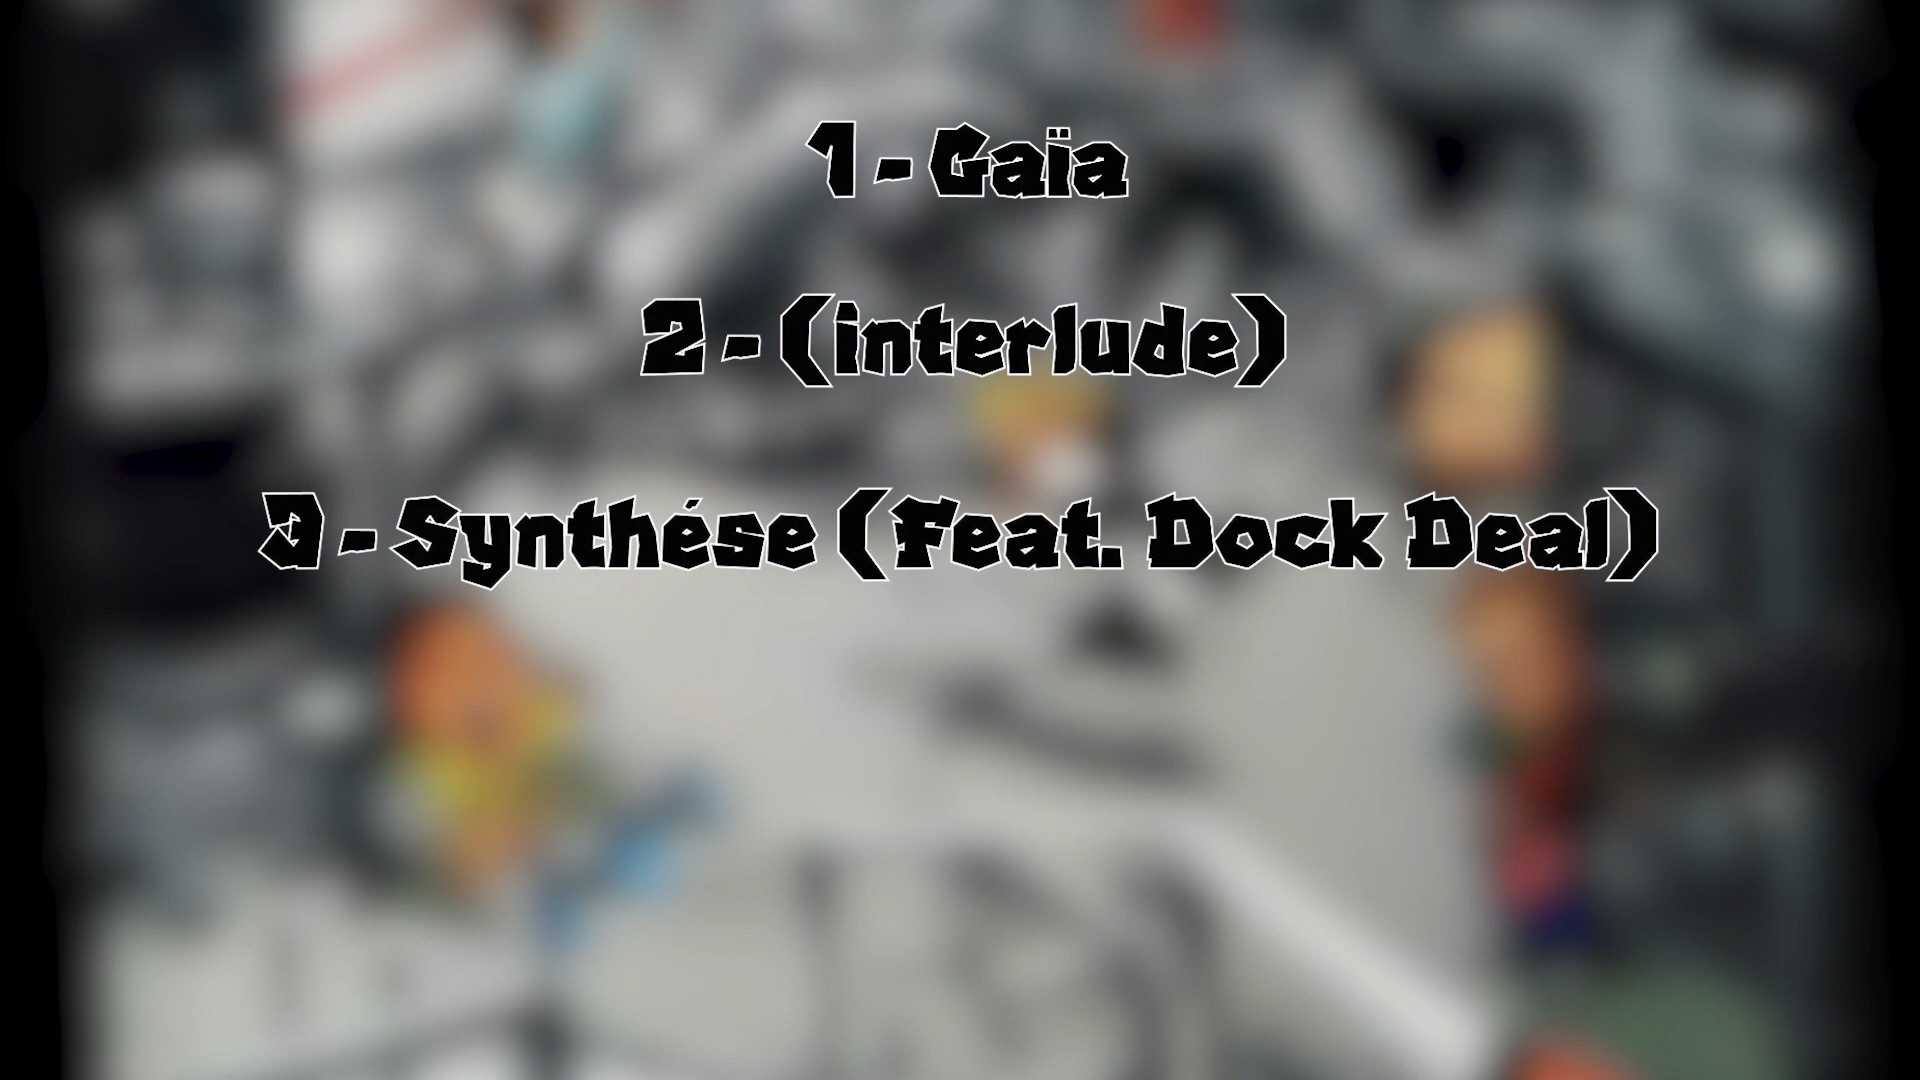 1 - Gaïa
2 - (interlude)
3 - Synthése (Feat. Dock Deal)